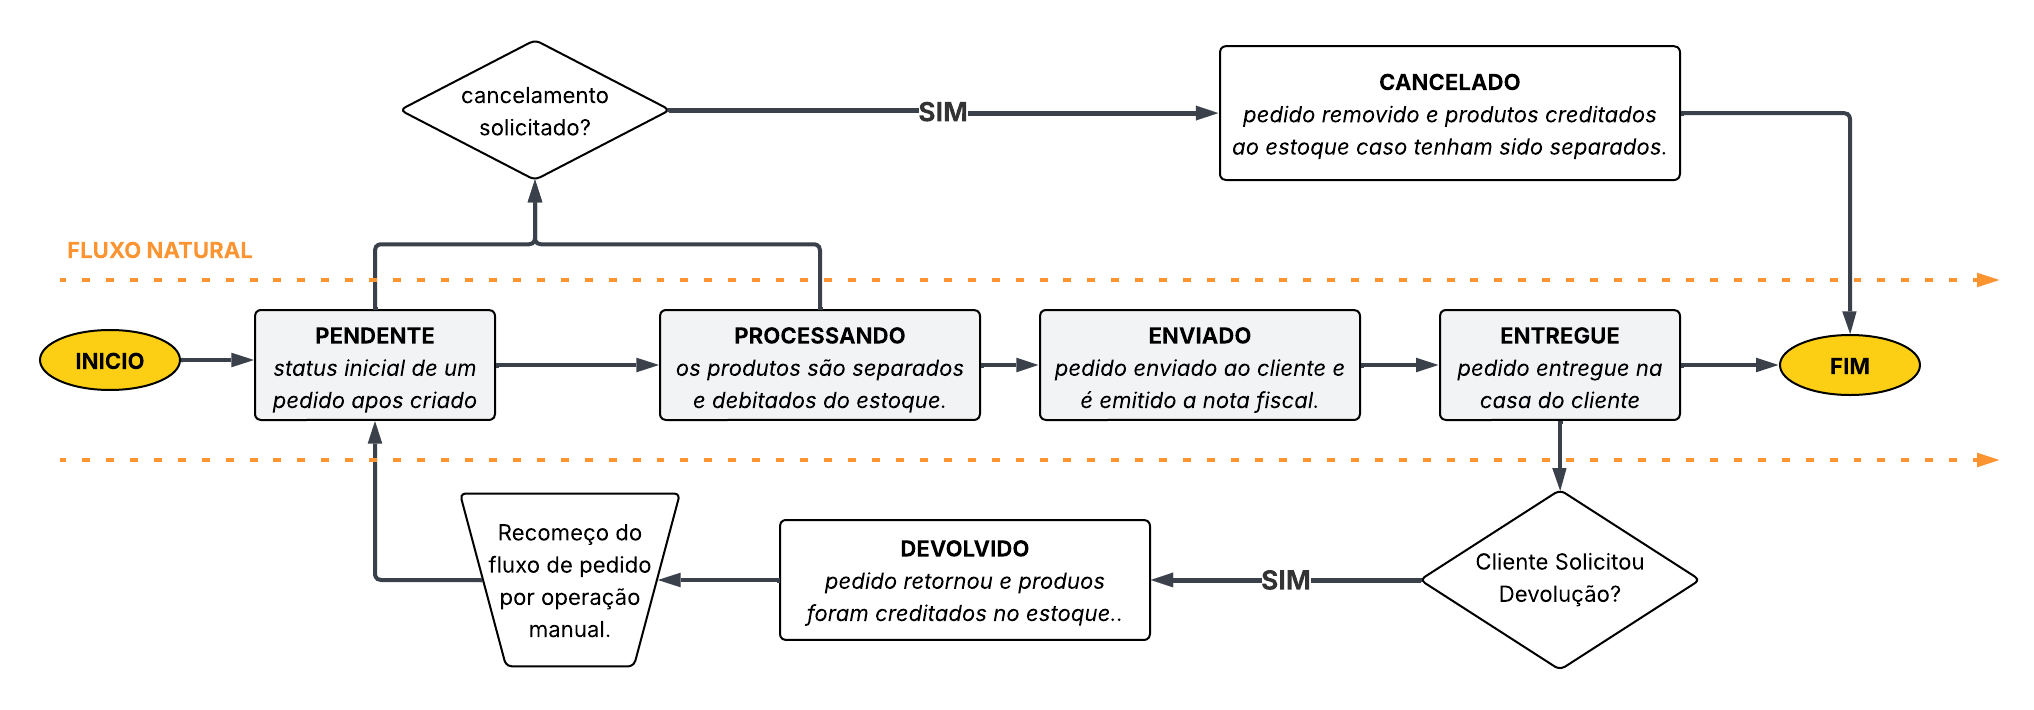 cancelamento
solicitado?
SIM
CANCELADO
pedido removido e produtos creditados
ao estoque caso tenham sido separados.
FLUXO NATURAL
INICIO
PENDENTE
status inicial de um
pedido apos criado
PROCESSANDO
os produtos são separados
e debitados do estoque.
ENVIADO
pedido enviado ao cliente e
é emitido a nota fiscal.
ENTREGUE
pedido entregue na
casa do cliente
FIM
Recomeço do
fluxo de pedido
por operação
manual.
DEVOLVIDO
pedido retornou e produos
foram creditados no estoque..
SIM
Cliente Solicitou
Devolução?